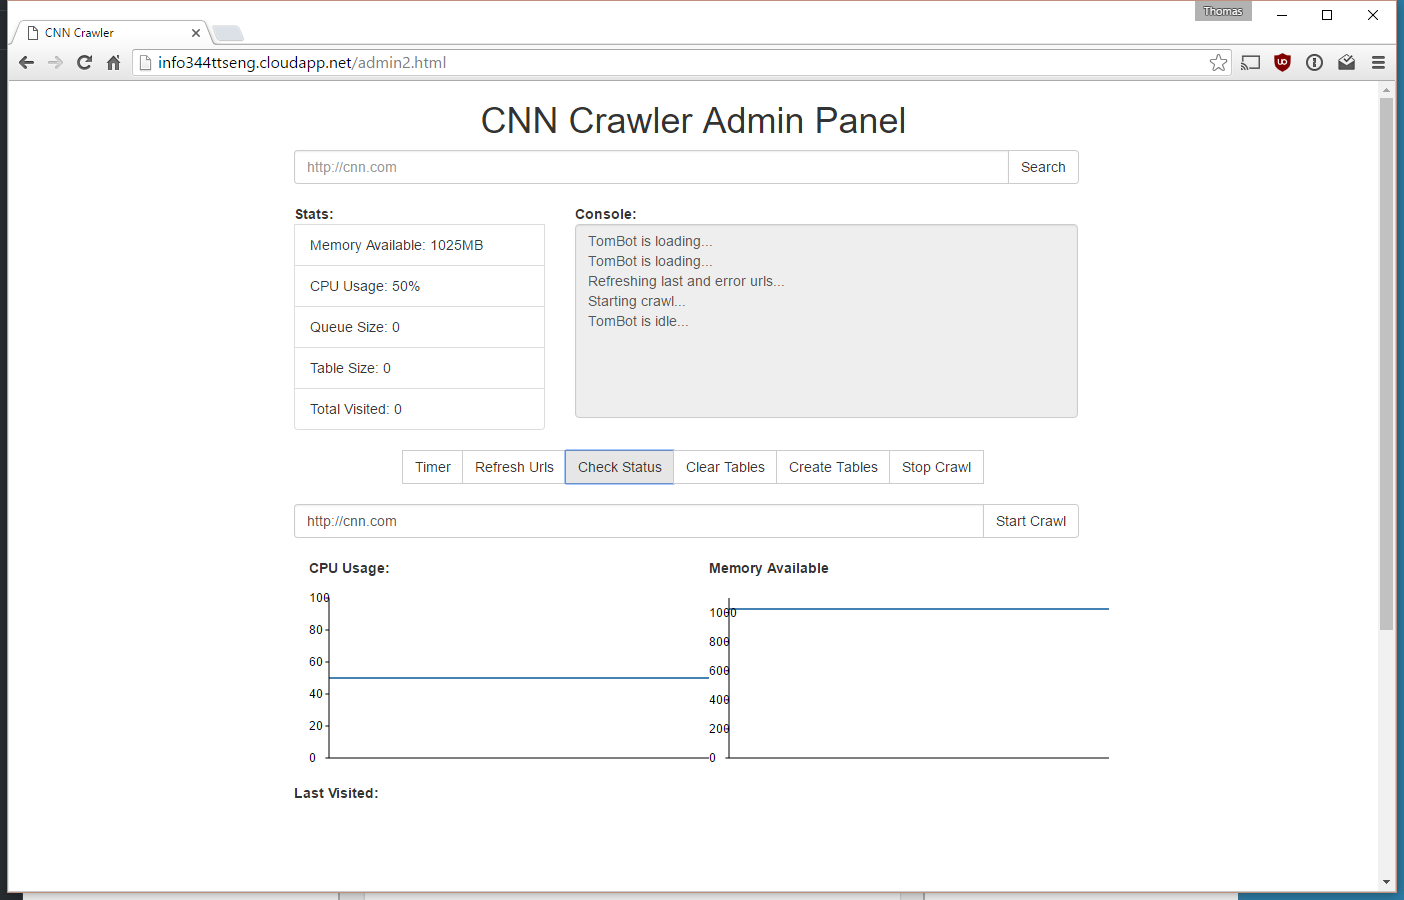 Thomas
CNN Crawler
info344ttseng.cloudapp.net/admin2.html
CNN Crawler Admin Panel
http://cnn.com Search
Stats:
Memory Available: 1025MB
CPU Usage: 50%
Queue Size: 0
Table Size: 0
Total Visited: 0
Console:
TomBot is loading...
TomBot is loading...
Refreshing last and error urls...
Starting crawl...
TomBot is idle...
Timer Refresh Urls Check Status Clear Tables Create Tables Stop Crawl
http://cnn.com Start Crawl
CPU Usage:
100
80
60
40
20
0
Memory Available
1000
800
600
400
200
0
Last Visited: